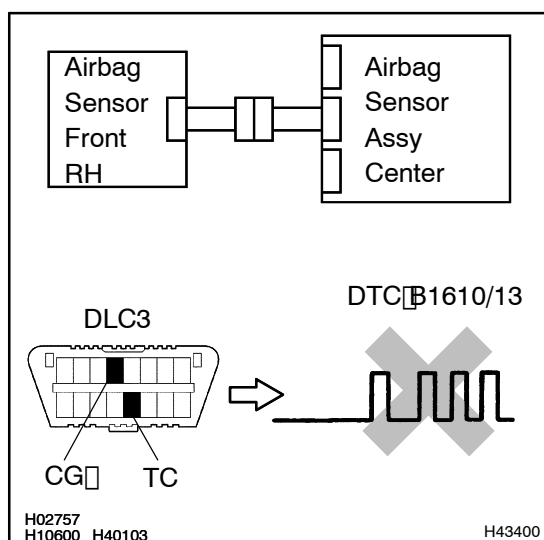 Airbag
Sensor
Front
RH
Airbag
Sensor
Assy
Center
DTC▯B1610/13
DLC3
CG▯
TC
H02757
H10600 H40103
H43400